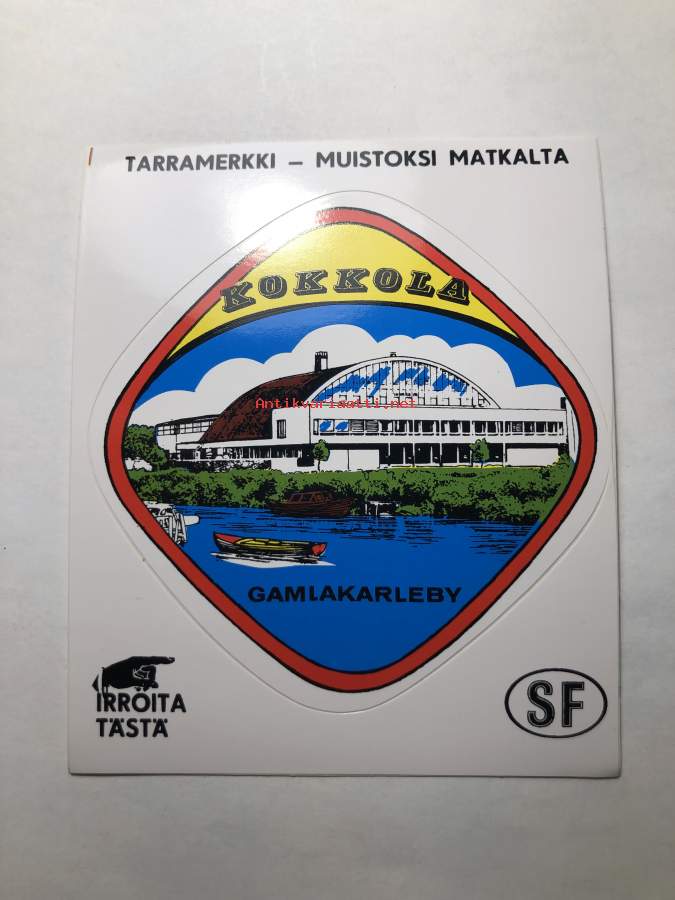 TARRAMERKKI – MUISTOKSI MATKALTA
KOKKOLA
Antikvariaatti.net
GAMLAKARLEBY
IRROITA
TÄSTÄ
SF